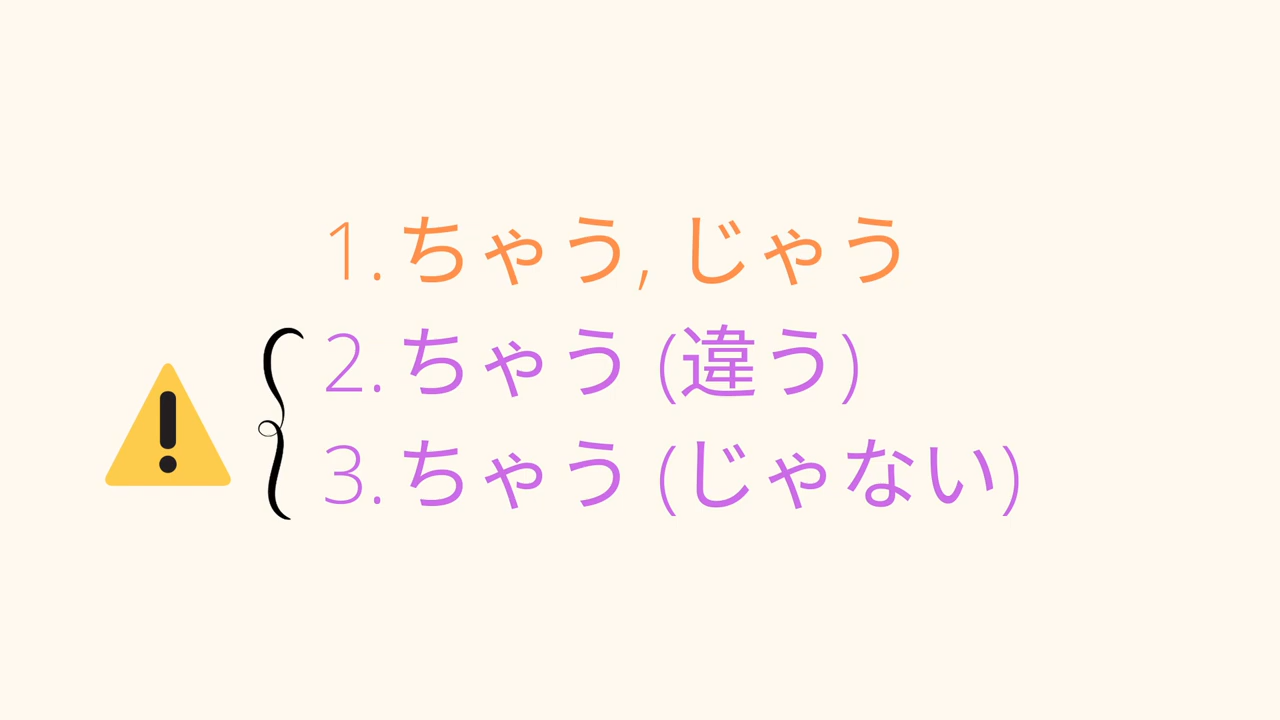 1. ちゃう, じゃう
2. ちゃう (違う)
3. ちゃう (じゃない)